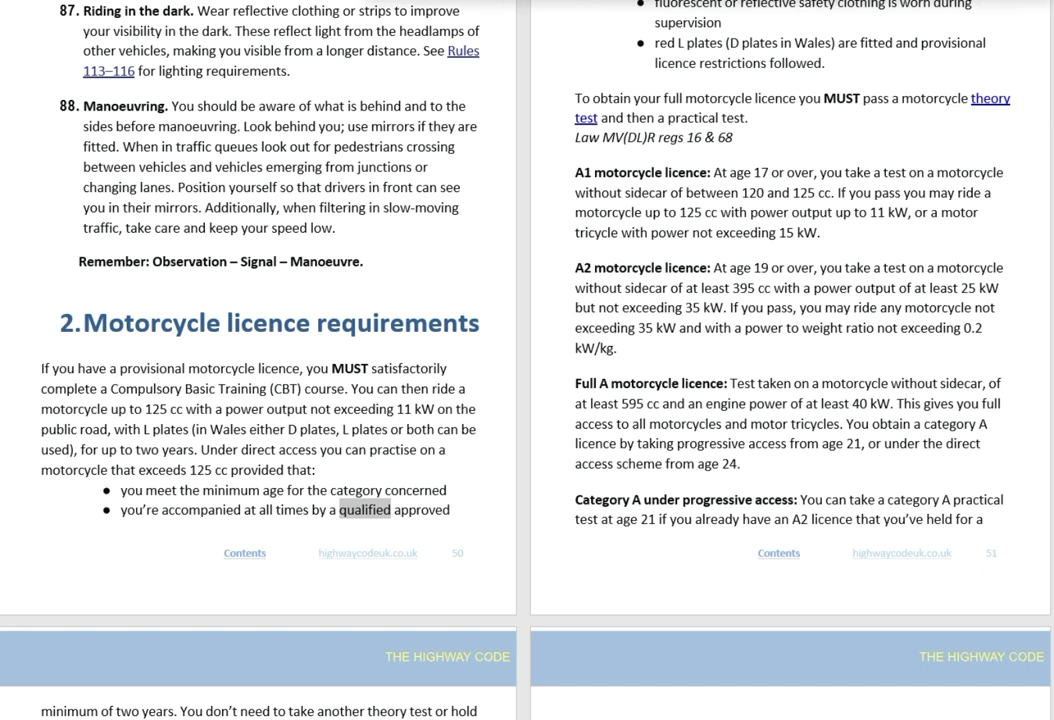 87. Riding in the dark. Wear reflective clothing or strips to improve
your visibility in the dark. These reflect light from the headlamps of
other vehicles, making you visible from a longer distance. See Rules
113–116 for lighting requirements.
88. Manoeuvring. You should be aware of what is behind and to the
sides before manoeuvring. Look behind you; use mirrors if they are
fitted. When in traffic queues look out for pedestrians crossing
between vehicles and vehicles emerging from junctions or
changing lanes. Position yourself so that drivers in front can see
you in their mirrors. Additionally, when filtering in slow-moving
traffic, take care and keep your speed low.
Remember: Observation – Signal – Manoeuvre.
2. Motorcycle licence requirements
If you have a provisional motorcycle licence, you MUST satisfactorily
complete a Compulsory Basic Training (CBT) course. You can then ride a
motorcycle up to 125 cc with a power output not exceeding 11 kW on the
public road, with L plates (in Wales either D plates, L plates or both can be
used), for up to two years. Under direct access you can practise on a
motorcycle that exceeds 125 cc provided that:
● you meet the minimum age for the category concerned
● you’re accompanied at all times by a qualified approved
Contents highwaycodeuk.co.uk 50
● fluorescent or reflective safety clothing is worn during
supervision
● red L plates (D plates in Wales) are fitted and provisional
licence restrictions followed.
To obtain your full motorcycle licence you MUST pass a motorcycle theory
test and then a practical test.
Law MV(DL)R regs 16 & 68
A1 motorcycle licence: At age 17 or over, you take a test on a motorcycle
without sidecar of between 120 and 125 cc. If you pass you may ride a
motorcycle up to 125 cc with power output up to 11 kW, or a motor
tricycle with power not exceeding 15 kW.
A2 motorcycle licence: At age 19 or over, you take a test on a motorcycle
without sidecar of at least 395 cc with a power output of at least 25 kW
but not exceeding 35 kW. If you pass, you may ride any motorcycle not
exceeding 35 kW and with a power to weight ratio not exceeding 0.2
kW/kg.
Full A motorcycle licence: Test taken on a motorcycle without sidecar, of
at least 595 cc and an engine power of at least 40 kW. This gives you full
access to all motorcycles and motor tricycles. You obtain a category A
licence by taking progressive access from age 21, or under the direct
access scheme from age 24.
Category A under progressive access: You can take a category A practical
test at age 21 if you already have an A2 licence that you’ve held for a
Contents highwaycodeuk.co.uk 51
THE HIGHWAY CODE
minimum of two years. You don’t need to take another theory test or hold
THE HIGHWAY CODE